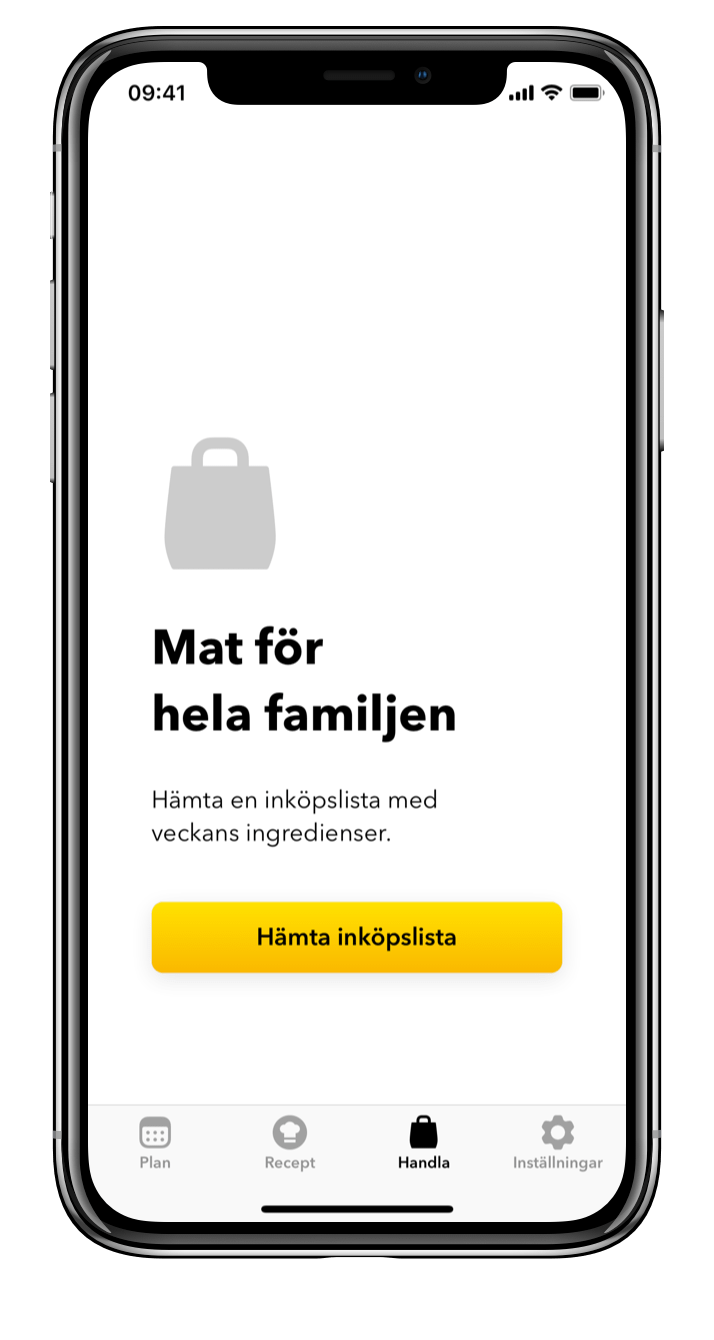 09:41
Mat för
hela familjen
Hämta en inköpslista med
veckans ingredienser.
Hämta inköpslista
Plan
Recept
Handla
Inställningar